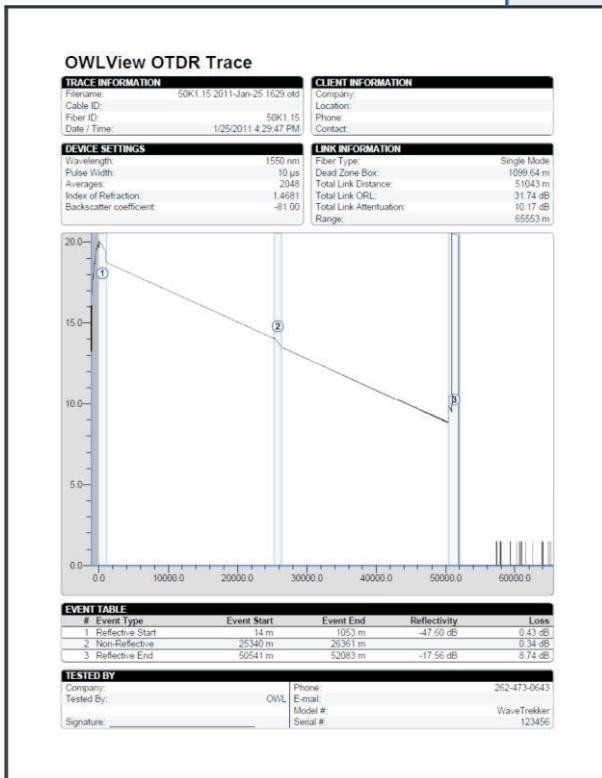 OWLView OTDR Trace
TRACE INFORMATION
Filename: 50K1.15 2011-Jan-25 1629.otd
Cable ID:
Fiber ID: 50K1.15
Date / Time: 1/25/2011 4:29:47 PM
CLIENT INFORMATION
Company:
Location:
Phone:
Contact:
DEVICE SETTINGS
Wavelength: 1550 nm
Pulse Width: 10 µs
Averages: 2048
Index of Refraction: 1.4681
Backscatter coefficient: -81.00
LINK INFORMATION
Fiber Type: Single Mode
Dead Zone Box: 1099.64 m
Total Link Distance: 51043 m
Total Link ORL: 31.74 dB
Total Link Attentuation: 10.17 dB
Range: 65553 m
20.0
15.0
10.0
5.0
0.0
1
2
3
0.0 10000.0 20000.0 30000.0 40000.0 50000.0 60000.0
EVENT TABLE
# Event Type Event Start Event End Reflectivity Loss
1 Reflective Start 14 m 1053 m -47.60 dB 0.43 dB
2 Non-Reflective 25340 m 26361 m 0.34 dB
3 Reflective End 50541 m 52083 m -17.56 dB 8.74 dB
TESTED BY
Company:
Tested By: OWL
Signature:
Phone: 262-473-0643
E-mail:
Model #: WaveTrekker
Serial #: 123456